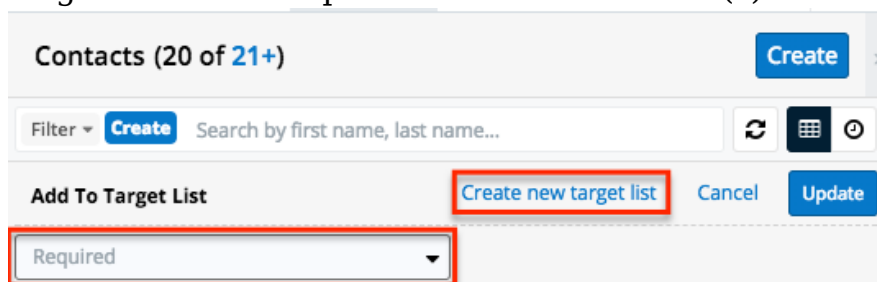 Contacts (20 of 21+)
Create
Filter Create Search by first name, last name...
Add To Target List Create new target list Cancel Update
Required